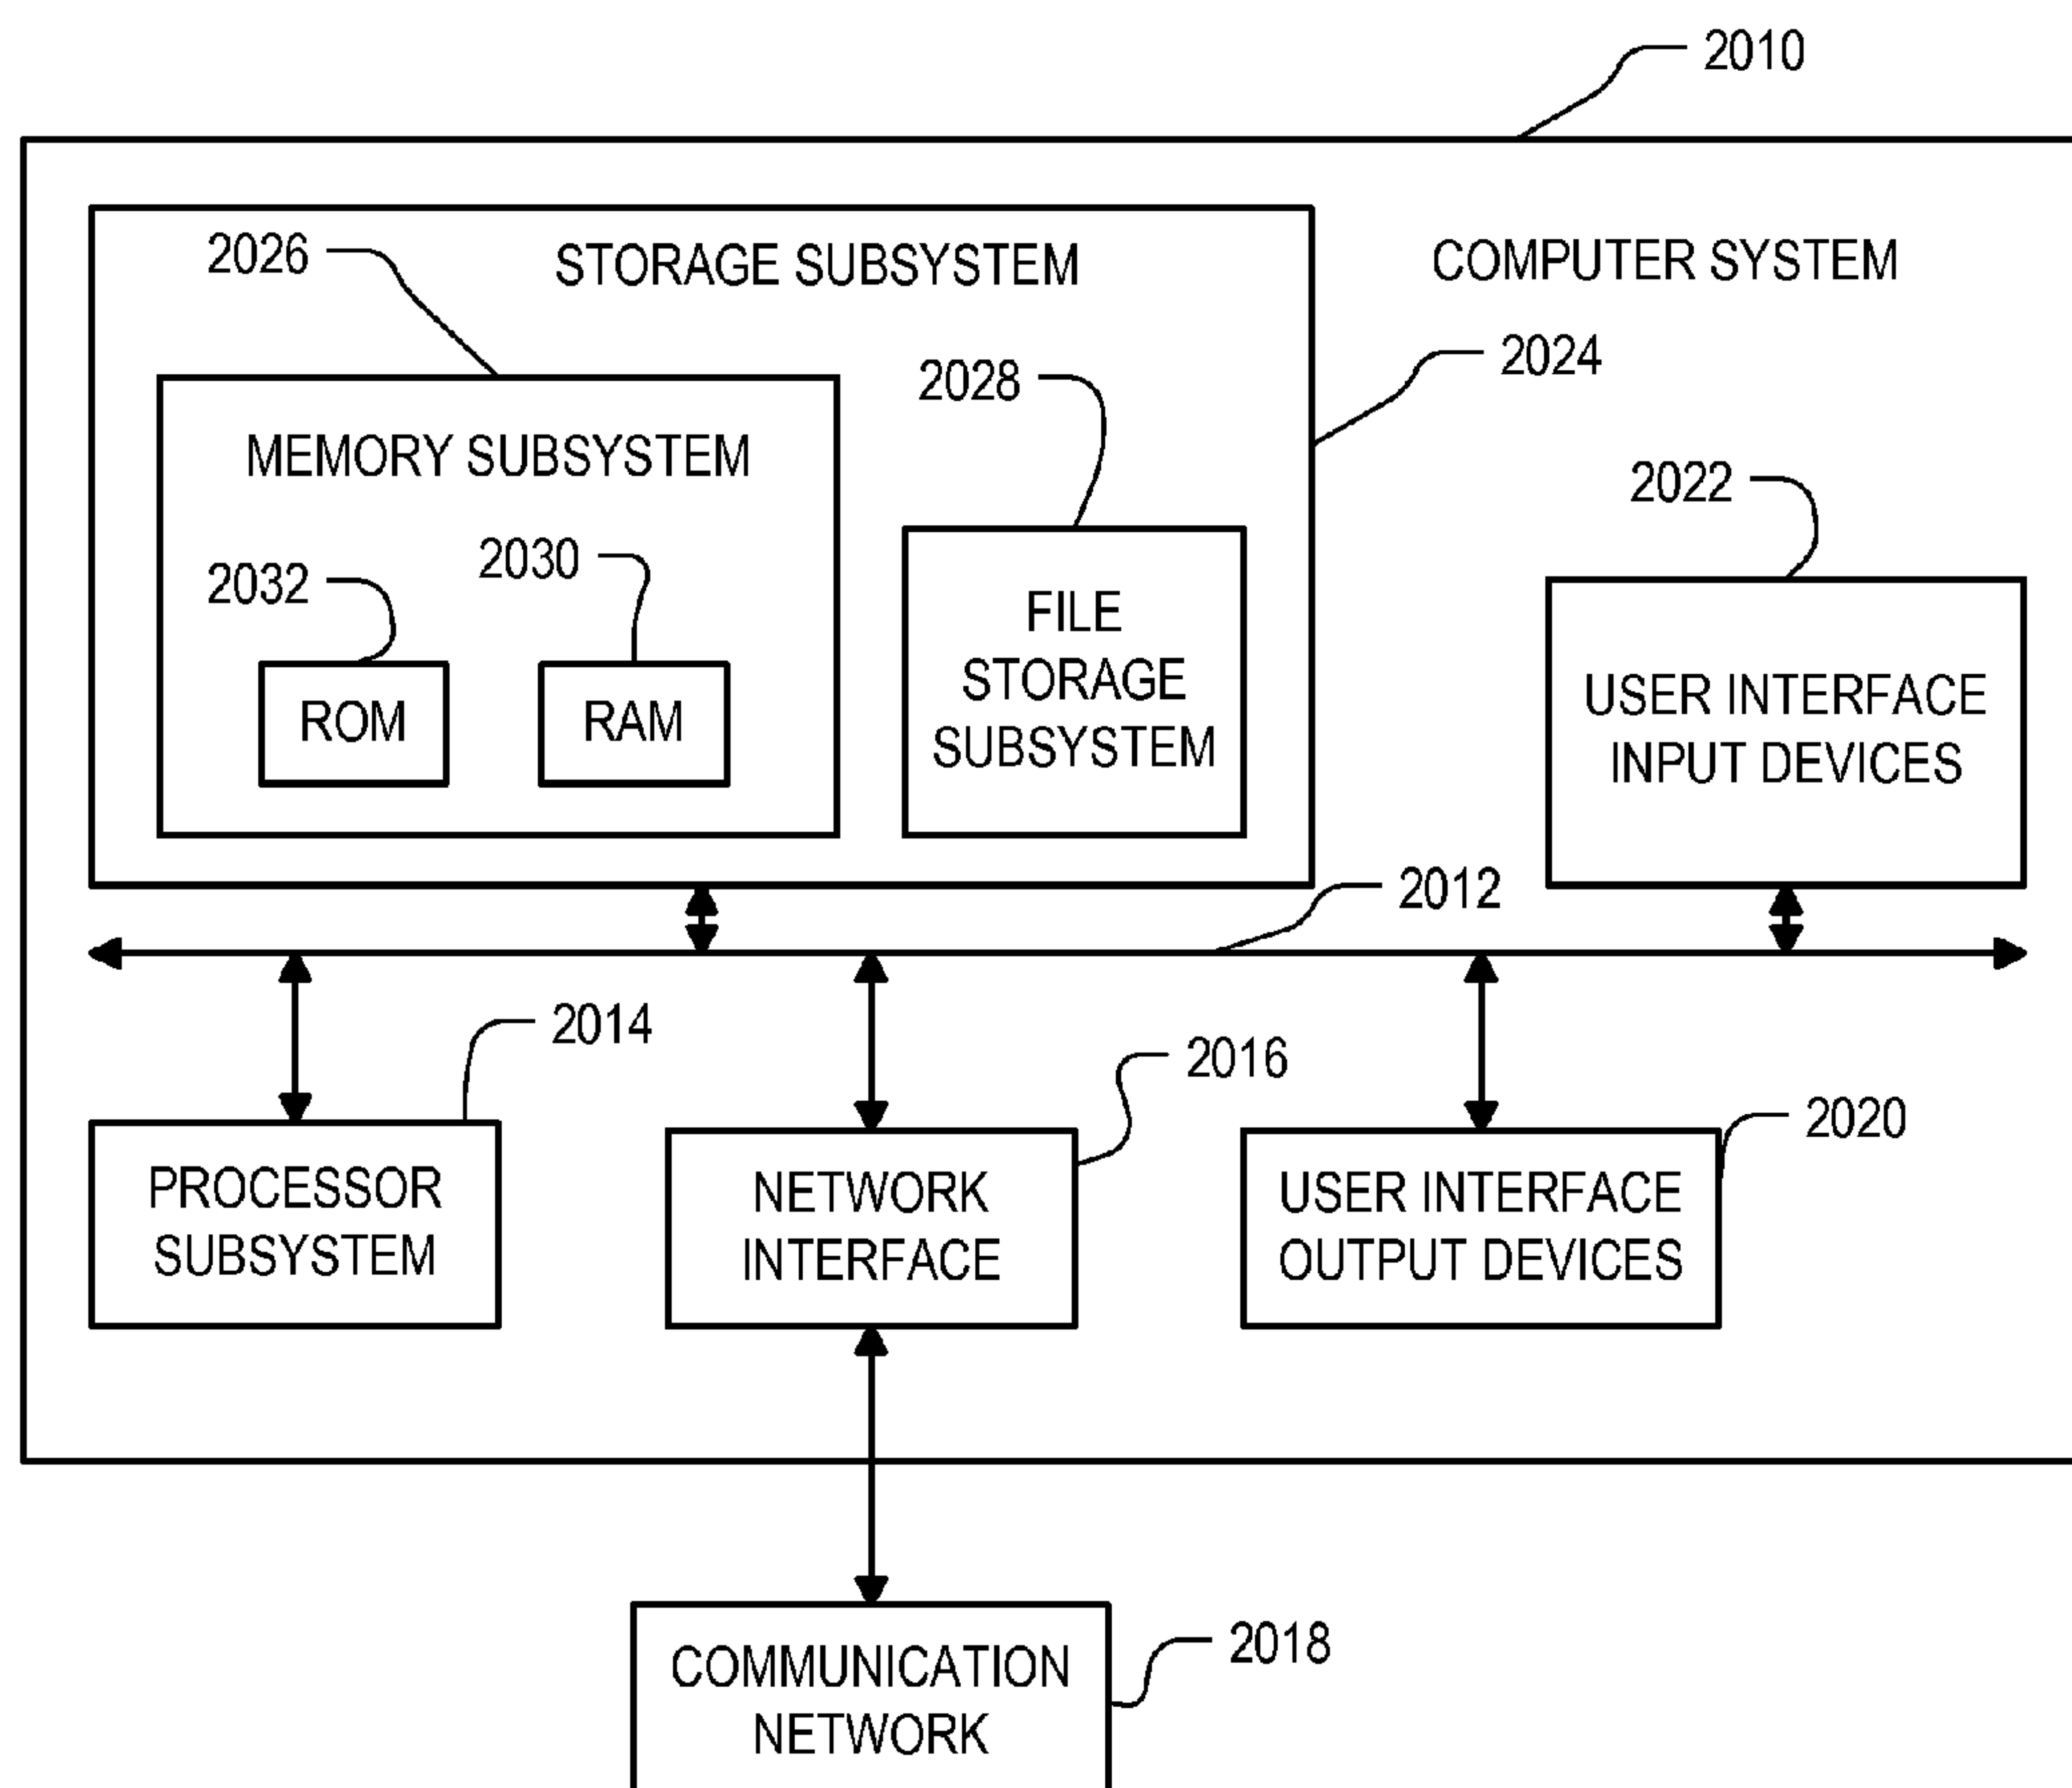 2010
2026
STORAGE SUBSYSTEM
COMPUTER SYSTEM
2024
2028
MEMORY SUBSYSTEM
2022
2032
2030
FILE
STORAGE
SUBSYSTEM
ROM
RAM
USER INTERFACE
INPUT DEVICES
2012
2014
2016
2020
PROCESSOR
SUBSYSTEM
NETWORK
INTERFACE
USER INTERFACE
OUTPUT DEVICES
2018
COMMUNICATION
NETWORK